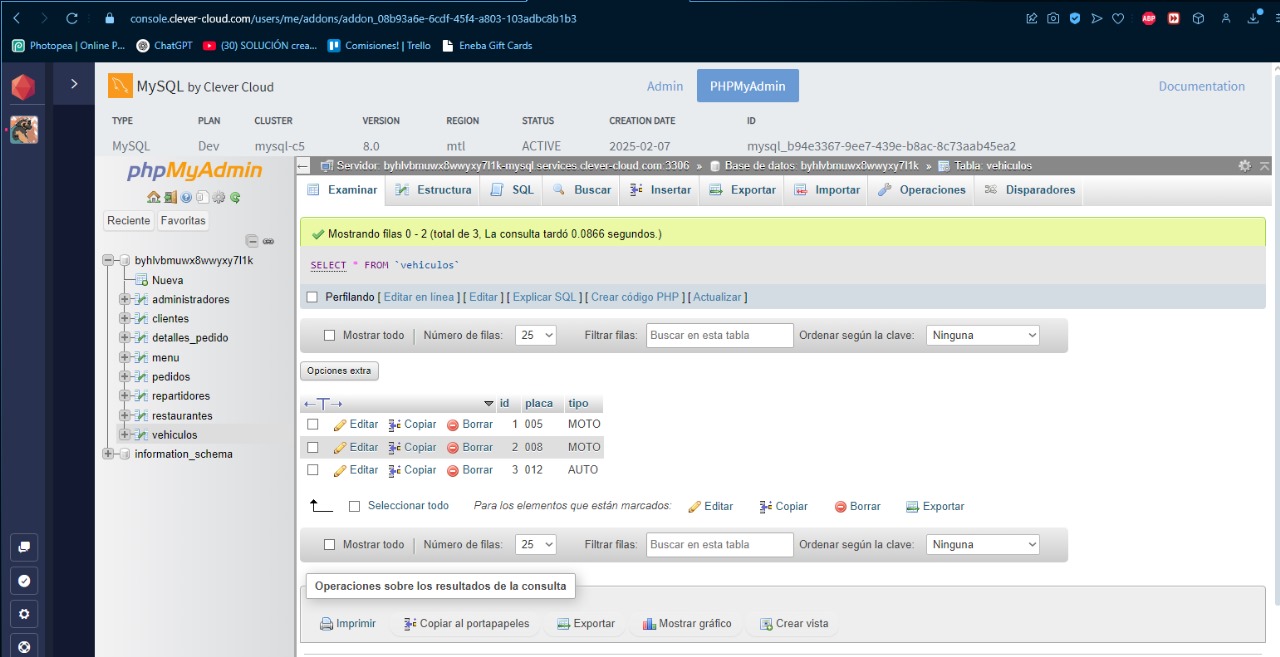 console.clever-cloud.com/users/me/addons/addon_08b93a6e-6cdf-45f4-a803-103adbc8b1b3
Photopea | Online P... ChatGPT (30) SOLUCIÓN crea... Comisiones! | Trello Eneba Gift Cards
MySQL by Clever Cloud Admin PHPMyAdmin Documentation
TYPE PLAN CLUSTER VERSION REGION STATUS CREATION DATE ID
MySQL Dev mysql-c5 8.0 mtl ACTIVE 2025-02-07 mysql_b94e3367-9ee7-439e-b8ac-8c73aab45ea2
phpMyAdmin
Reciente Favoritas
byhlvbmuwx8wwyxy7l1k
Nueva
administradores
clientes
detalles_pedido
menu
pedidos
repartidores
restaurantes
vehiculos
information_schema
Servidor: byhlvbmuwx8wwyxy7l1k-mysql.services.clever-cloud.com:3306 » Base de datos: byhlvbmuwx8wwyxy7l1k » Tabla: vehiculos
Examinar Estructura SQL Buscar Insertar Exportar Importar Operaciones Disparadores
Mostrando filas 0 - 2 (total de 3, La consulta tardó 0.0866 segundos.)
SELECT * FROM `vehiculos`
Perfilando [ Editar en línea ] [ Editar ] [ Explicar SQL ] [ Crear código PHP ] [ Actualizar ]
Mostrar todo Número de filas: 25 Filtrar filas: Buscar en esta tabla Ordenar según la clave: Ninguna
Opciones extra
id placa tipo
Editar Copiar Borrar 1 005 MOTO
Editar Copiar Borrar 2 008 MOTO
Editar Copiar Borrar 3 012 AUTO
Seleccionar todo Para los elementos que están marcados: Editar Copiar Borrar Exportar
Mostrar todo Número de filas: 25 Filtrar filas: Buscar en esta tabla Ordenar según la clave: Ninguna
Operaciones sobre los resultados de la consulta
Imprimir Copiar al portapapeles Exportar Mostrar gráfico Crear vista